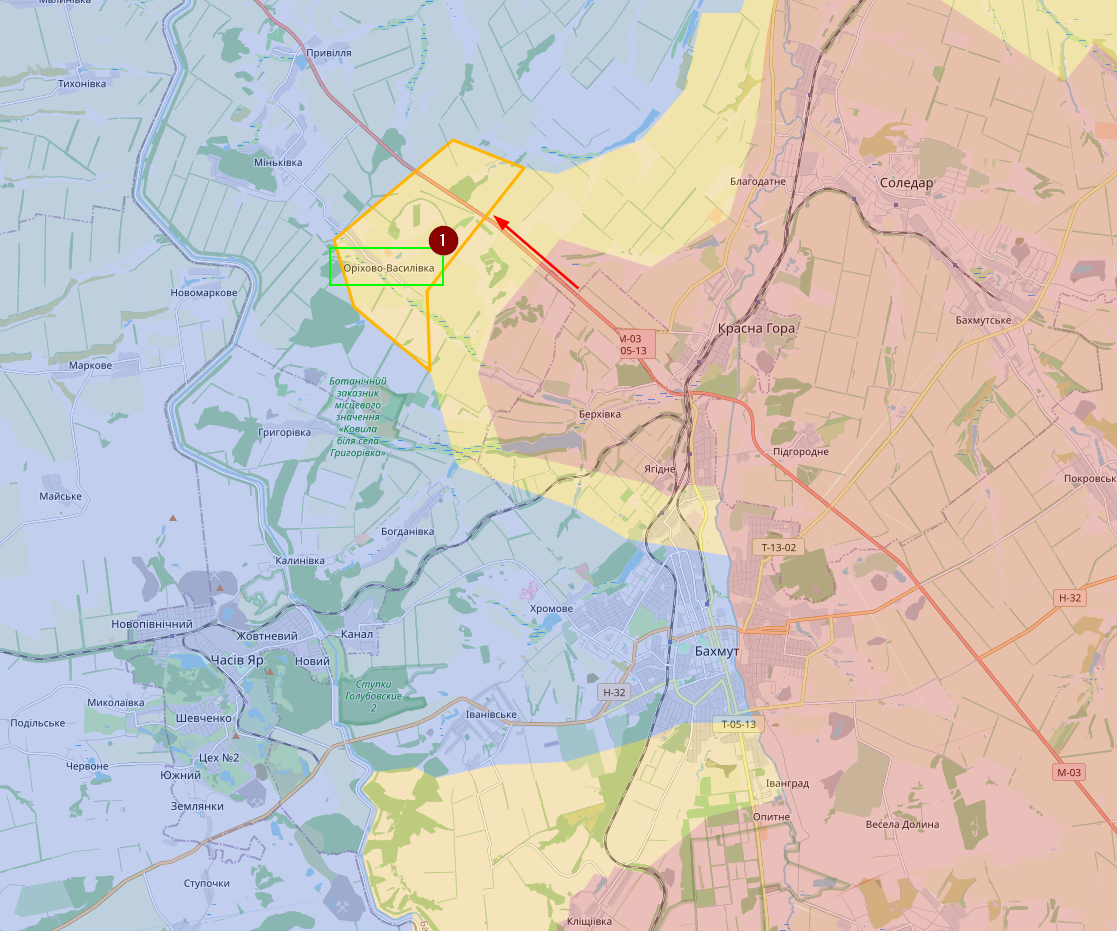 Привілля
Тихонівка
Міньківка
Благодатне
Соледар
1
Оріхово-Василівка
Новомаркове
Бахмутське
Красна Гора
М-03
05-13
Маркове
Ботанічний
заказник
місцевого
значення
«Ковила
біля села
Григорівка»
Берхівка
Григорівка
Підгородне
Ягідне
Покровськ
Майське
Богданівка
Т-13-02
Калинівка
Н-32
Хромове
Новопівнічний
Жовтневий
Канал
Бахмут
Часів Яр
Новий
Ступки
Голубовские
2
Н-32
Миколаївка
Іванівське
Шевченко
Подільське
Т-05-13
Цех №2
Червоне
Южний
М-03
Іванград
Землянки
Опитне
Весела Долина
Ступочки
Кліщіївка